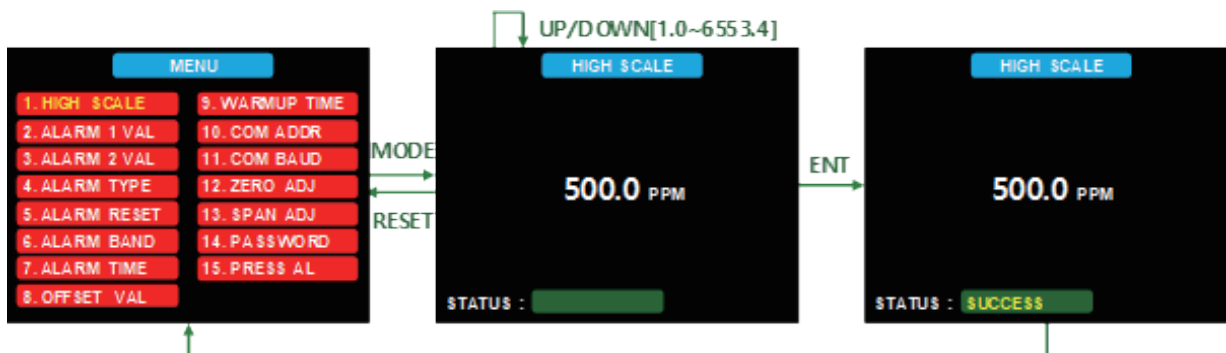 UP/DOWN[1.0~6553.4]
MENU
1. HIGH SCALE
2. ALARM 1 VAL
3. ALARM 2 VAL
4. ALARM TYPE
5. ALARM RESET
6. ALARM BAND
7. ALARM TIME
8. OFFSET VAL
9. WARMUP TIME
10. COM ADDR
11. COM BAUD
12. ZERO ADJ
13. SPAN ADJ
14. PASSWORD
15. PRESS AL
MODE
RESET
HIGH SCALE
500.0 PPM
STATUS :
ENT
HIGH SCALE
500.0 PPM
STATUS : SUCCESS